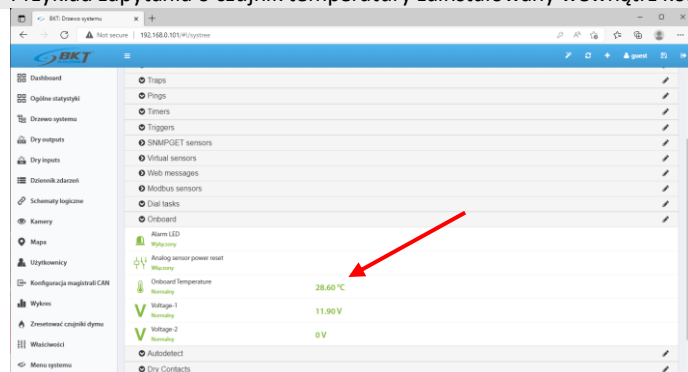 BKT: Drzewo systemu
Not secure | 192.168.0.101/#!/systree
BKT
guest
Dashboard
Ogólne statystyki
Drzewo systemu
Dry outputs
Dry inputs
Dziennik zdarzeń
Schematy logiczne
Kamery
Mapa
Użytkownicy
Konfiguracja magistrali CAN
Wykres
Zresetować czujniki dymu
Właściwości
Menu systemu
Traps
Pings
Timers
Triggers
SNMPGET sensors
Virtual sensors
Web messages
Modbus sensors
Dial tasks
Onboard
Alarm LED
Wyłączony
Analog sensor power reset
Włączony
Onboard Temperature
Normalny
28.60 °C
Voltage-1
Normalny
11.90 V
Voltage-2
Normalny
0 V
Autodetect
Dry Contacts